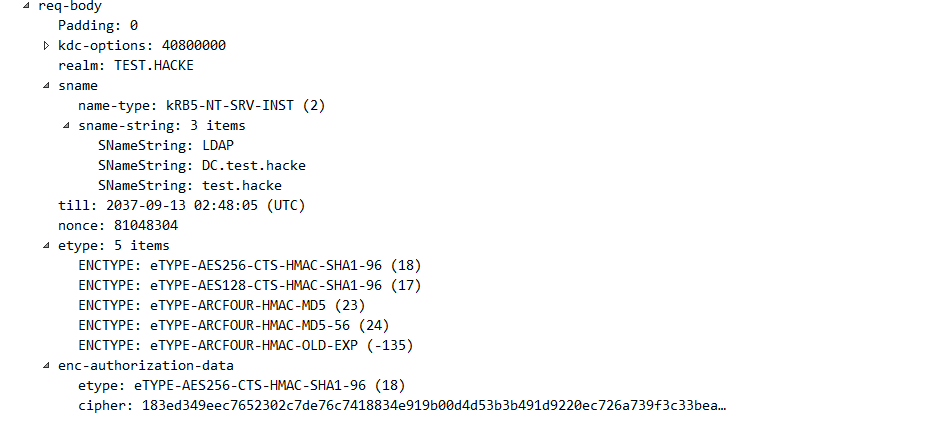 req-body
Padding: 0
kdc-options: 40800000
realm: TEST.HACKE
sname
name-type: kRB5-NT-SRV-INST (2)
sname-string: 3 items
SNameString: LDAP
SNameString: DC.test.hacke
SNameString: test.hacke
till: 2037-09-13 02:48:05 (UTC)
nonce: 81048304
etype: 5 items
ENCTYPE: eTYPE-AES256-CTS-HMAC-SHA1-96 (18)
ENCTYPE: eTYPE-AES128-CTS-HMAC-SHA1-96 (17)
ENCTYPE: eTYPE-ARCFOUR-HMAC-MD5 (23)
ENCTYPE: eTYPE-ARCFOUR-HMAC-MD5-56 (24)
ENCTYPE: eTYPE-ARCFOUR-HMAC-OLD-EXP (-135)
enc-authorization-data
etype: eTYPE-AES256-CTS-HMAC-SHA1-96 (18)
cipher: 183ed349eec7652302c7de76c7418834e919b00d4d53b3b491d9220ec726a739f3c33bea…